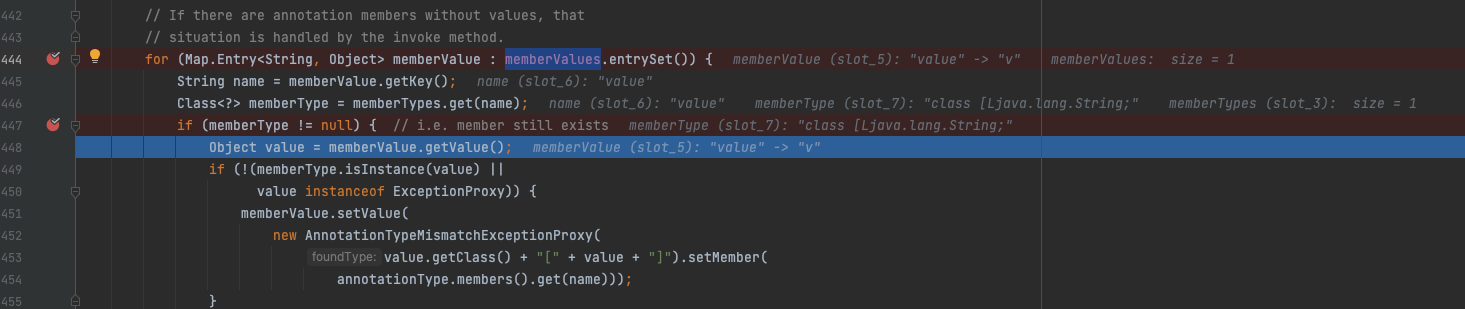 442 // If there are annotation members without values, that
443 // situation is handled by the invoke method.
444 for (Map.Entry<String, Object> memberValue : memberValues.entrySet()) { memberValue (slot_5): "value" -> "v" memberValues: size = 1
445 String name = memberValue.getKey(); name (slot_6): "value"
446 Class<?> memberType = memberTypes.get(name); name (slot_6): "value" memberType (slot_7): "class [Ljava.lang.String;" memberTypes (slot_3): size = 1
447 if (memberType != null) { // i.e. member still exists memberType (slot_7): "class [Ljava.lang.String;"
448 Object value = memberValue.getValue(); memberValue (slot_5): "value" -> "v"
449 if (!(memberType.isInstance(value) ||
450 value instanceof ExceptionProxy)) {
451 memberValue.setValue(
452 new AnnotationTypeMismatchExceptionProxy(
453 foundType: value.getClass() + "[" + value + "]").setMember(
454 annotationType.members().get(name)));
455 }